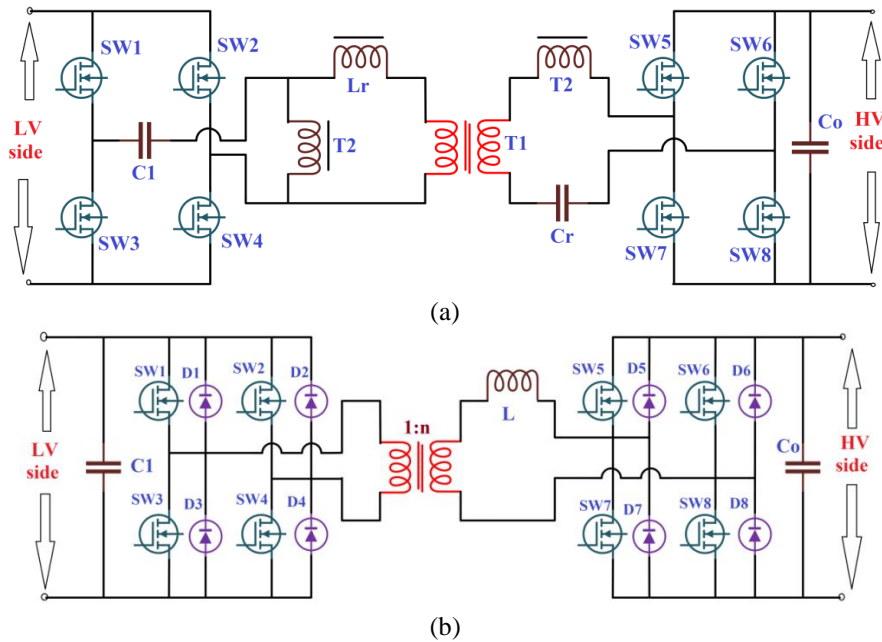 SW1
SW2
Lr
T2
SW5
SW6
LV
side
C1
T2
T1
Co
HV
side
SW3
SW4
Cr
SW7
SW8
(a)
SW1
D1
SW2
D2
SW5
D5
SW6
D6
L
1:n
LV
side
C1
Co
HV
side
SW3
D3
SW4
D4
SW7
D7
SW8
D8
(b)